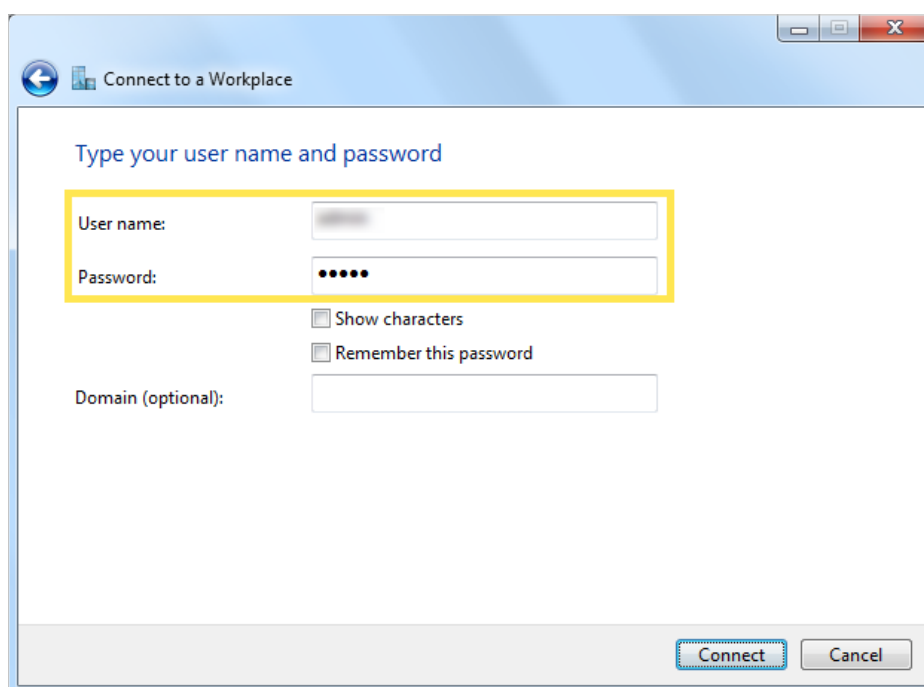 Connect to a Workplace
Type your user name and password
User name:
Password: •••••
Show characters
Remember this password
Domain (optional):
Connect Cancel